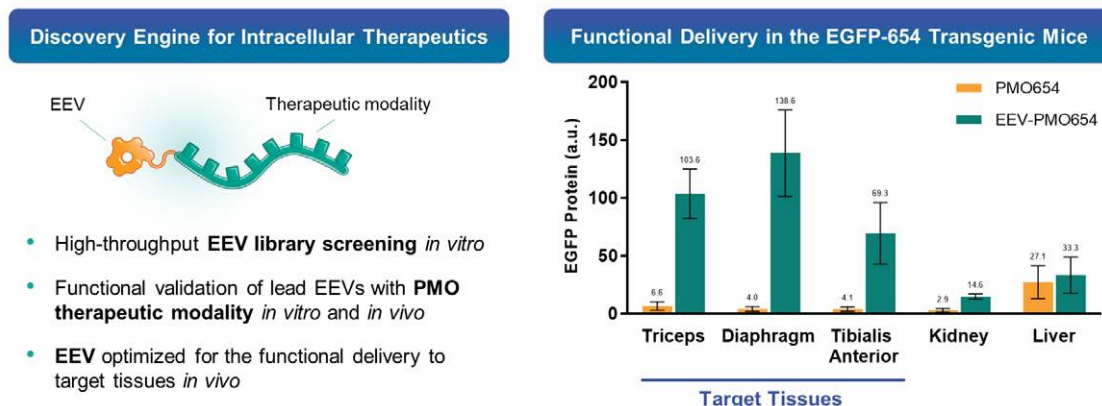 Discovery Engine for Intracellular Therapeutics
EEV
Therapeutic modality
• High-throughput EEV library screening in vitro
• Functional validation of lead EEVs with PMO
therapeutic modality in vitro and in vivo
• EEV optimized for the functional delivery to
target tissues in vivo
Functional Delivery in the EGFP-654 Transgenic Mice
EGFP Protein (a.u.)
200
150
100
50
0
PMO654
EEV-PMO654
6.6
103.6
4.0
138.6
4.1
69.3
2.9
14.6
27.1
33.3
Triceps
Diaphragm
Tibialis
Anterior
Kidney
Liver
Target Tissues